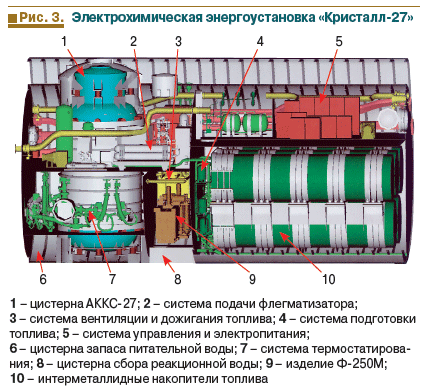 Рис. 3. Электрохимическая энергоустановка «Кристалл-27»
1 2 3 4 5
6 7 8 9 10
1 – цистерна АККС-27; 2 – система подачи флегматизатора;
3 – система вентиляции и дожигания топлива; 4 – система подготовки
топлива; 5 – система управления и электропитания;
6 – цистерна запаса питательной воды; 7 – система термостатирова-
ния; 8 – цистерна сбора реакционной воды; 9 – изделие Ф-250М;
10 – интерметаллидные накопители топлива